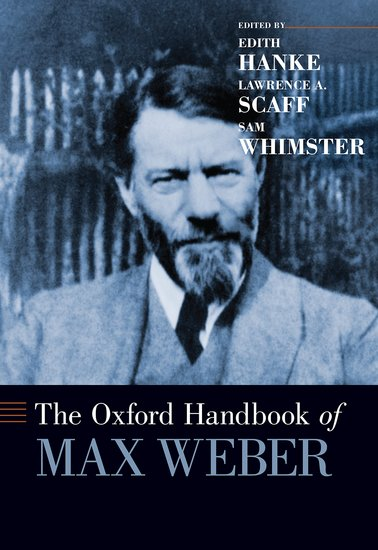 EDITED BY
EDITH
HANKE
LAWRENCE A.
SCAFF
SAM
WHIMSTER
The Oxford Handbook of
MAX WEBER